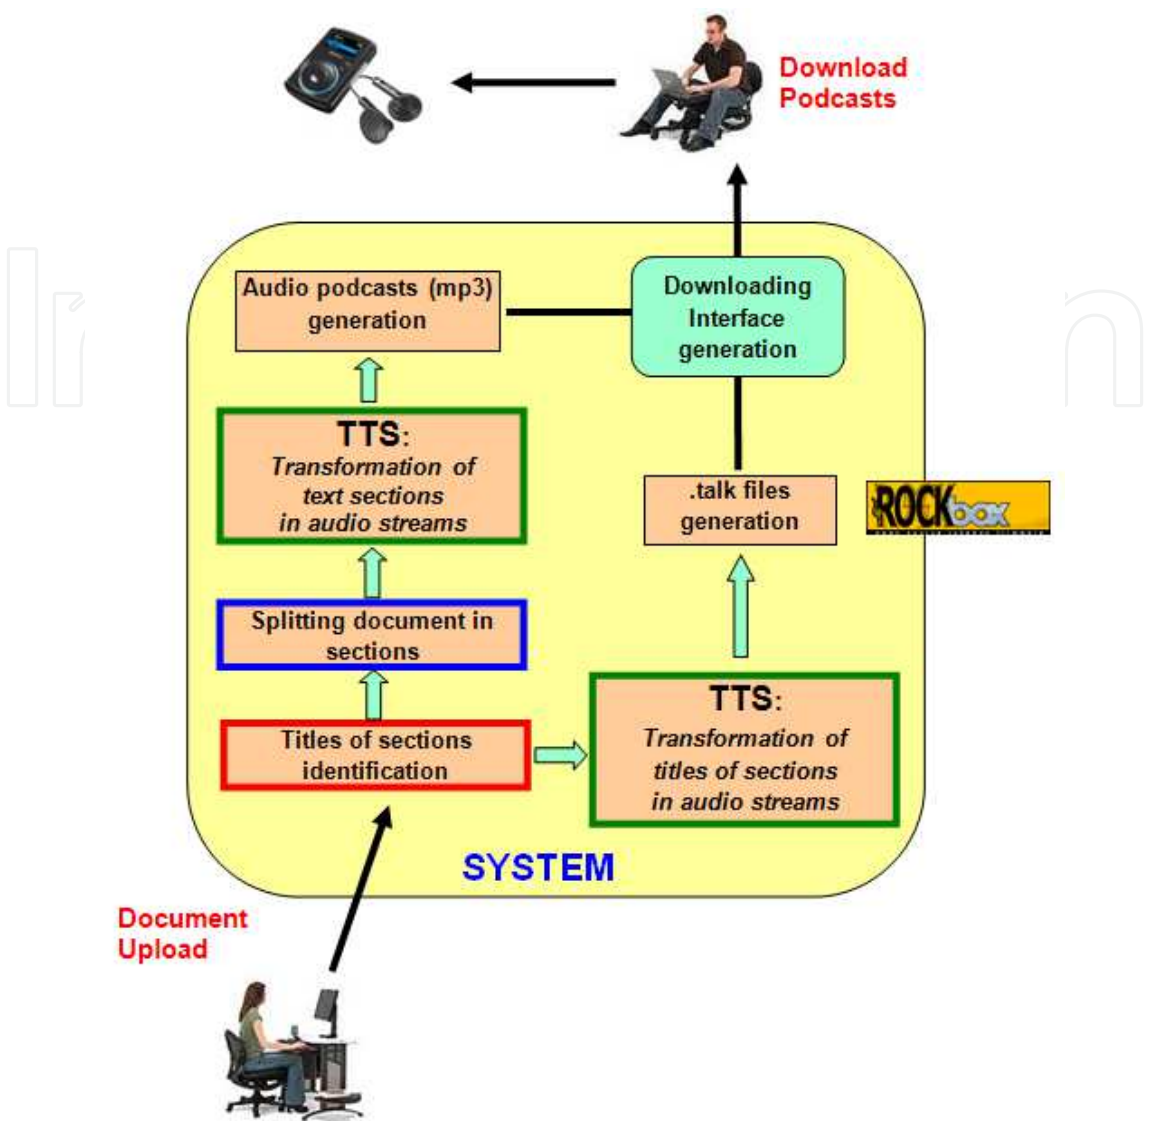 Download
Podcasts
Audio podcasts (mp3)
generation
Downloading
Interface
generation
TTS:
Transformation of
text sections
in audio streams
.talk files
generation
ROCKbox
Splitting document in
sections
TTS:
Transformation of
titles of sections
in audio streams
Titles of sections
identification
SYSTEM
Document
Upload